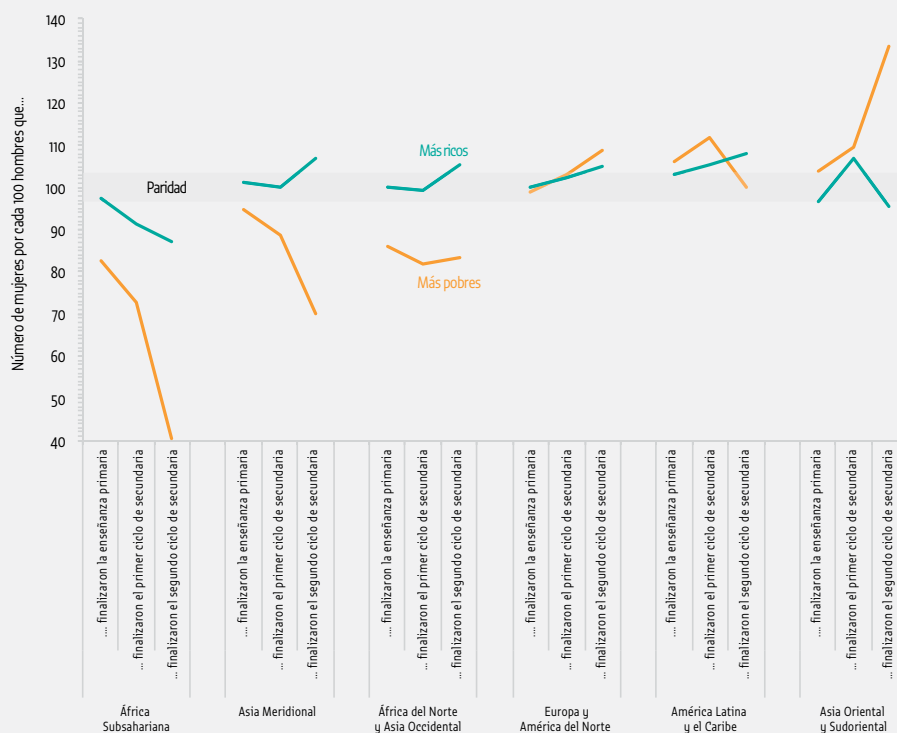 Número de mujeres por cada 100 hombres que...
140
130
120
110
100
90
80
70
60
50
40
Paridad
Más ricos
Más pobres
.... finalizaron la enseñanza primaria
... finalizaron el primer ciclo de secundaria
... finalizaron el segundo ciclo de secundaria
.... finalizaron la enseñanza primaria
... finalizaron el primer ciclo de secundaria
... finalizaron el segundo ciclo de secundaria
.... finalizaron la enseñanza primaria
... finalizaron el primer ciclo de secundaria
... finalizaron el segundo ciclo de secundaria
.... finalizaron la enseñanza primaria
... finalizaron el primer ciclo de secundaria
... finalizaron el segundo ciclo de secundaria
.... finalizaron la enseñanza primaria
... finalizaron el primer ciclo de secundaria
... finalizaron el segundo ciclo de secundaria
.... finalizaron la enseñanza primaria
... finalizaron el primer ciclo de secundaria
... finalizaron el segundo ciclo de secundaria
África
Subsahariana
Asia Meridional
África del Norte
y Asia Occidental
Europa y
América del Norte
América Latina
y el Caribe
Asia Oriental
y Sudoriental